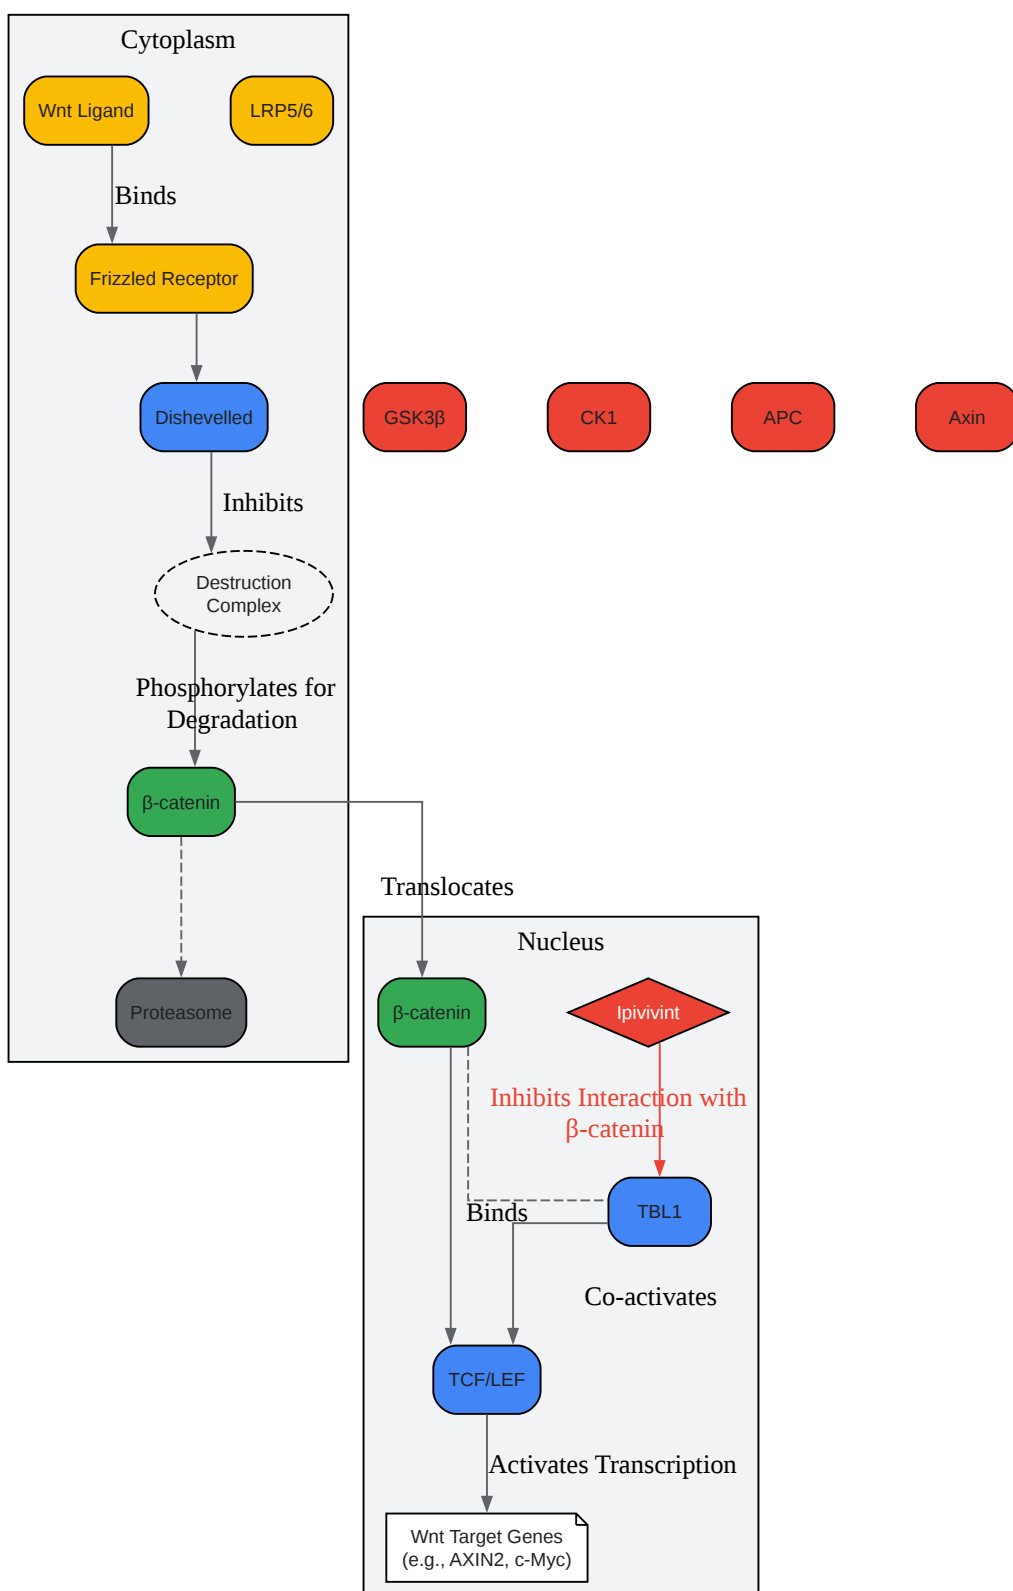 Cytoplasm
Wnt Ligand
LRP5/6
Binds
Frizzled Receptor
Dishevelled
GSK3β
CK1
APC
Axin
Inhibits
Destruction
Complex
Phosphorylates for
Degradation
β-catenin
Translocates
Nucleus
Proteasome
β-catenin
Ipivivint
Inhibits Interaction with
β-catenin
Binds
TBL1
Co-activates
TCF/LEF
Activates Transcription
Wnt Target Genes
(e.g., AXIN2, c-Myc)